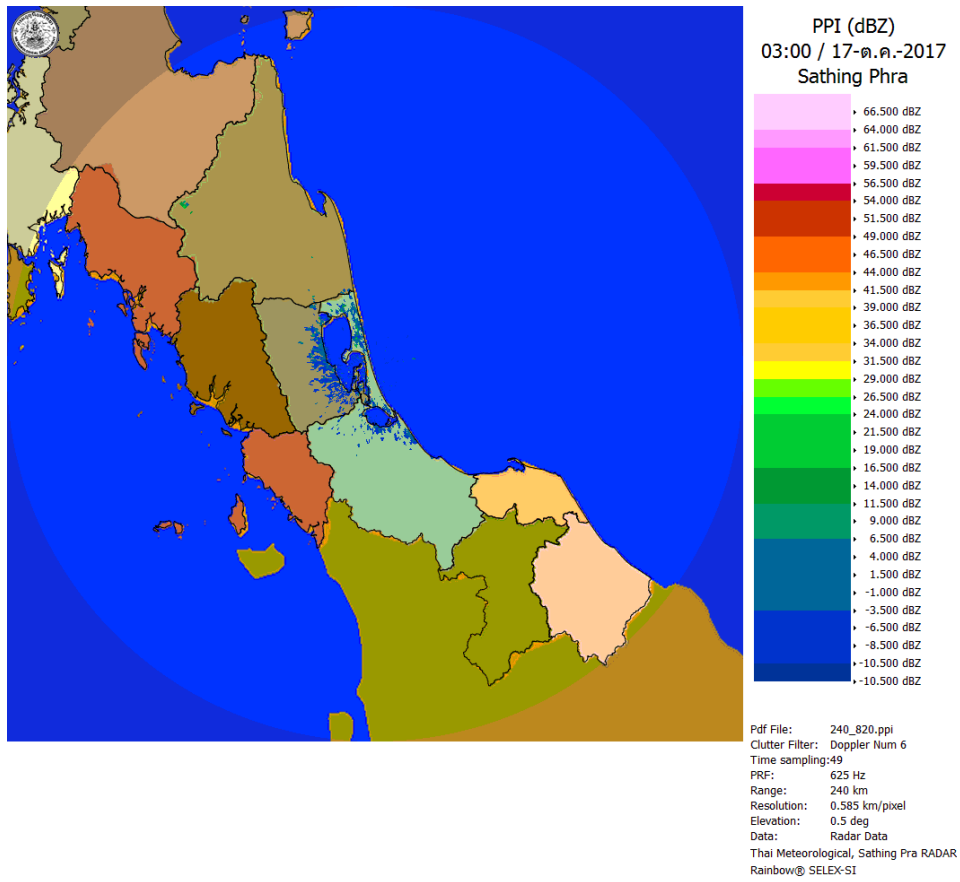 PPI (dBZ)
03:00 / 17-ต.ค.-2017
Sathing Phra
66.500 dBZ
64.000 dBZ
61.500 dBZ
59.500 dBZ
56.500 dBZ
54.000 dBZ
51.500 dBZ
49.000 dBZ
46.500 dBZ
44.000 dBZ
41.500 dBZ
39.000 dBZ
36.500 dBZ
34.000 dBZ
31.500 dBZ
29.000 dBZ
26.500 dBZ
24.000 dBZ
21.500 dBZ
19.000 dBZ
16.500 dBZ
14.000 dBZ
11.500 dBZ
9.000 dBZ
6.500 dBZ
4.000 dBZ
1.500 dBZ
-1.000 dBZ
-3.500 dBZ
-6.500 dBZ
-8.500 dBZ
-10.500 dBZ
-10.500 dBZ
Pdf File: 240_820.ppi
Clutter Filter: Doppler Num 6
Time sampling:49
PRF: 625 Hz
Range: 240 km
Resolution: 0.585 km/pixel
Elevation: 0.5 deg
Data: Radar Data
Thai Meteorological, Sathing Pra RADAR
Rainbow® SELEX-SI